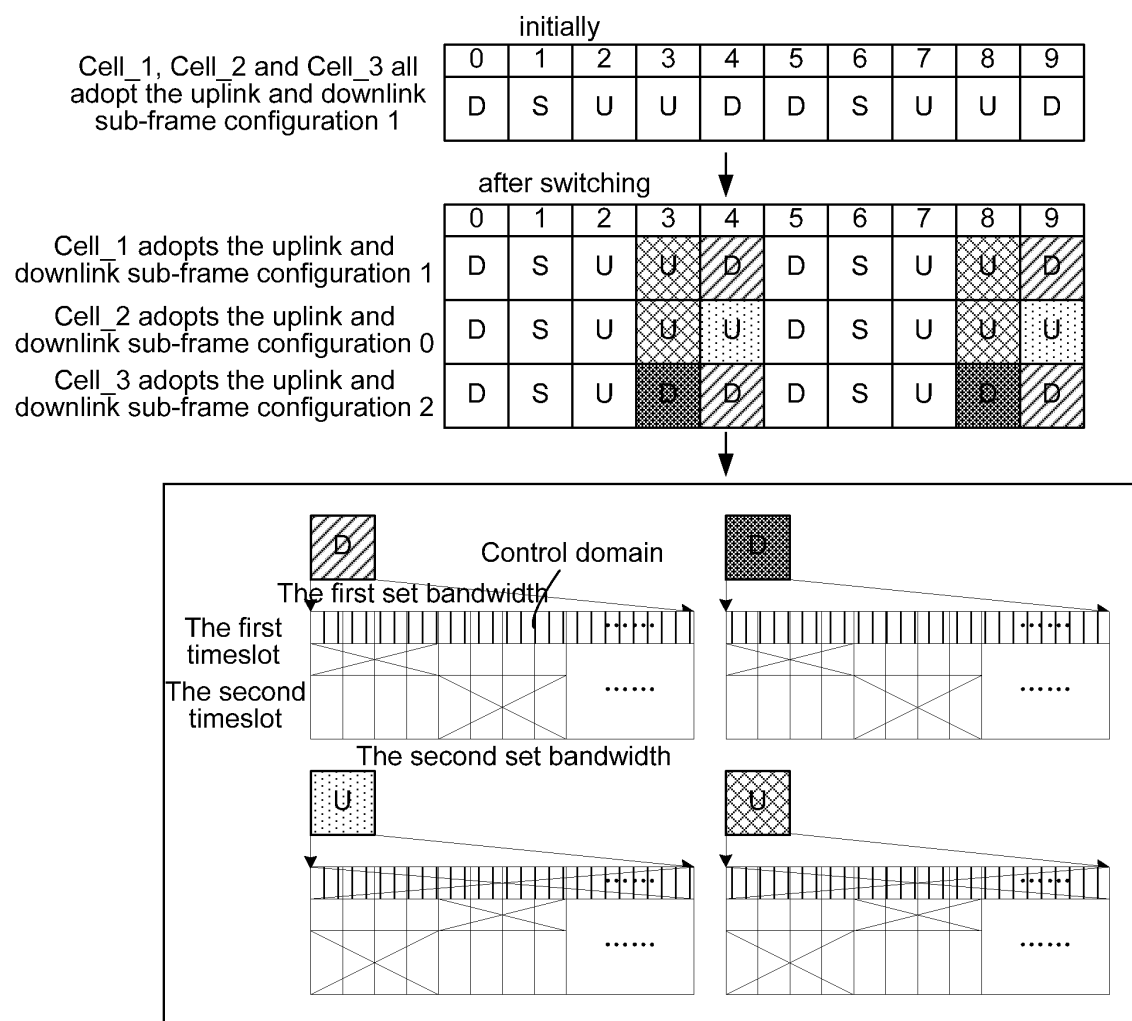 initially
Cell_1, Cell_2 and Cell_3 all
adopt the uplink and downlink
sub-frame configuration 1
0 1 2 3 4 5 6 7 8 9
D S U U D D S U U D
after switching
0 1 2 3 4 5 6 7 8 9
Cell_1 adopts the uplink and
downlink sub-frame configuration 1
D S U U D D S U U D
Cell_2 adopts the uplink and
downlink sub-frame configuration 0
D S U U U D S U U U
Cell_3 adopts the uplink and
downlink sub-frame configuration 2
D S U D D D S U D D
D
D
Control domain
The first set bandwidth
The first
timeslot
......
......
The second
timeslot
......
......
The second set bandwidth
U
U
......
......
......
......